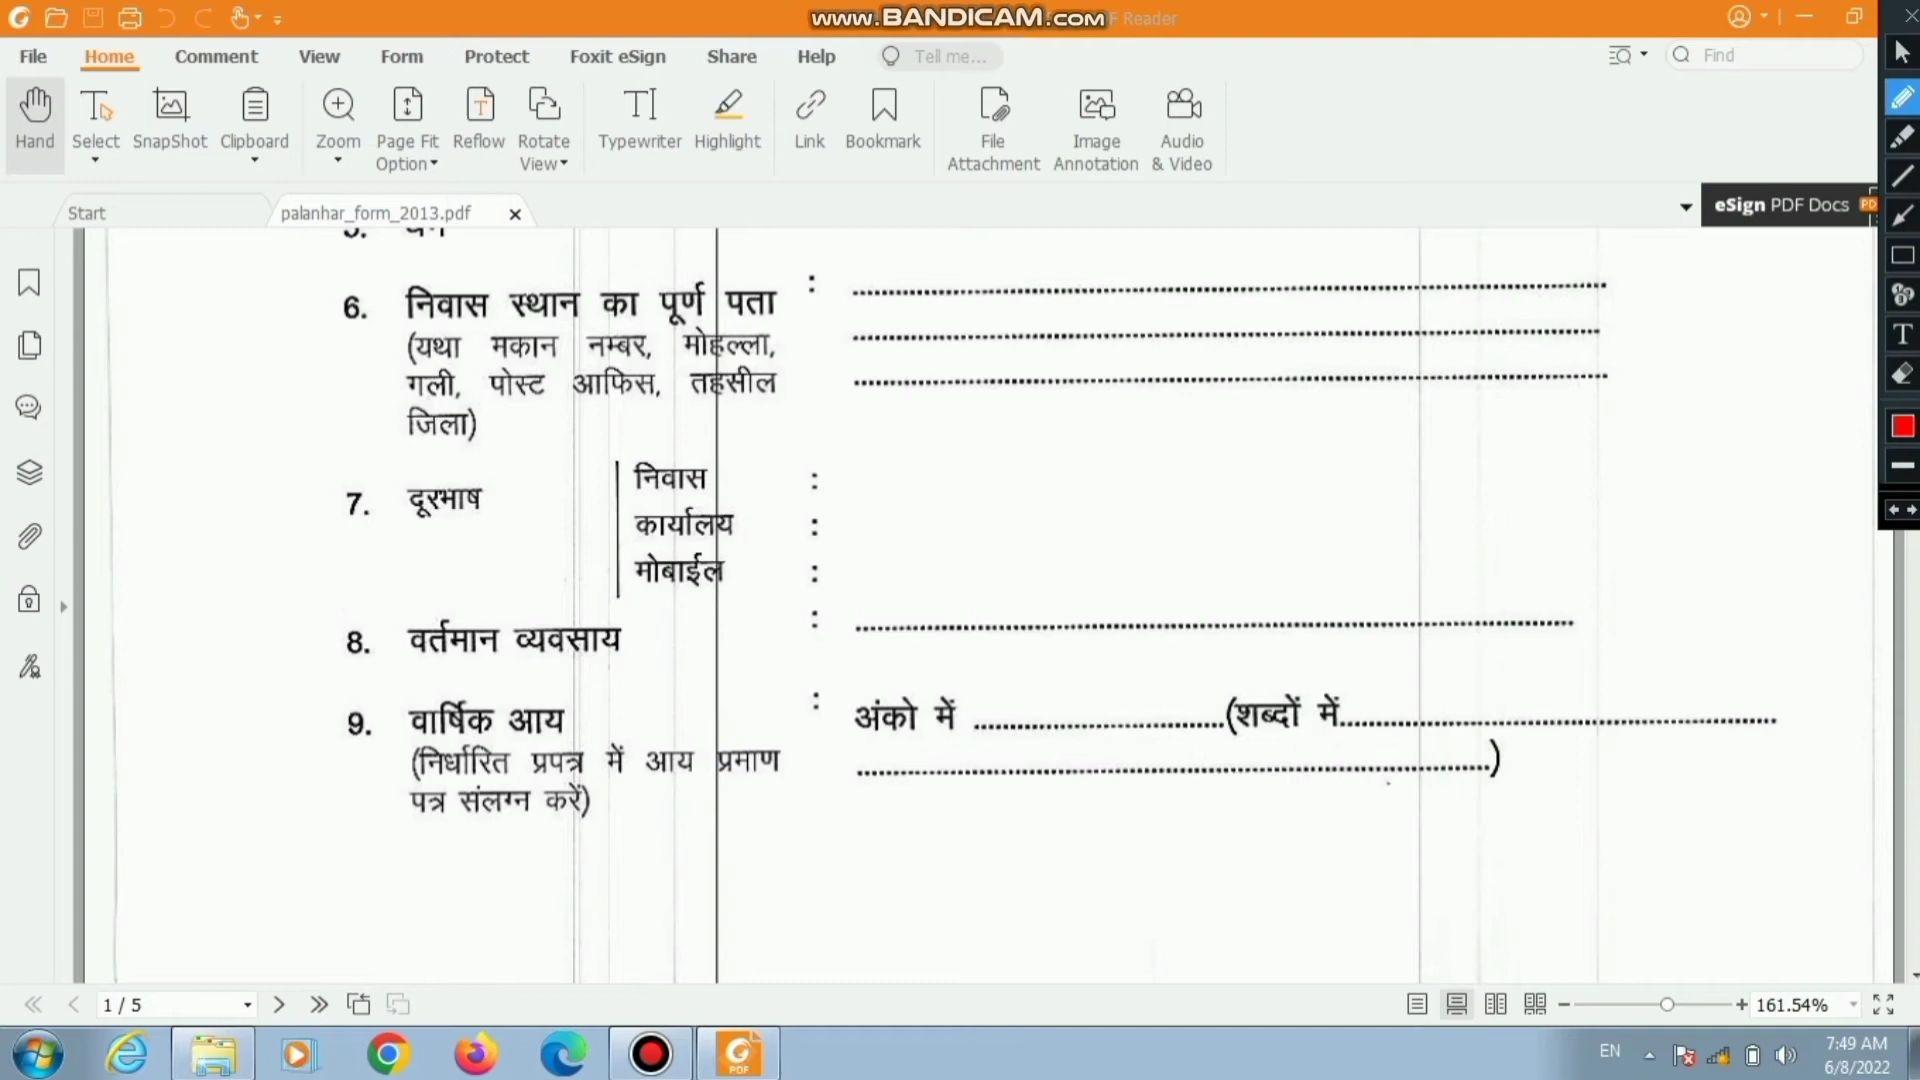 www.BANDICAM.com F Reader
File Home Comment View Form Protect Foxit eSign Share Help Tell me... Find
Hand Select SnapShot Clipboard Zoom Page Fit Option Reflow Rotate View Typewriter Highlight Link Bookmark File Attachment Image Annotation Audio & Video
Start palanhar_form_2013.pdf eSign PDF Docs PD
6. निवास स्थान का पूर्ण पता : ................................
(यथा मकान नम्बर, मोहल्ला, ................................
गली, पोस्ट आफिस, तहसील ................................
जिला)
निवास :
7. दूरभाष
कार्यालय :
मोबाईल :
8. वर्तमान व्यवसाय : ................................
9. वार्षिक आय : अंको में ................(शब्दों में................................
(निर्धारित प्रपत्र में आय प्रमाण ................................)
पत्र संलग्न करें)
1 / 5 161.54%
EN 7:49 AM
6/8/2022